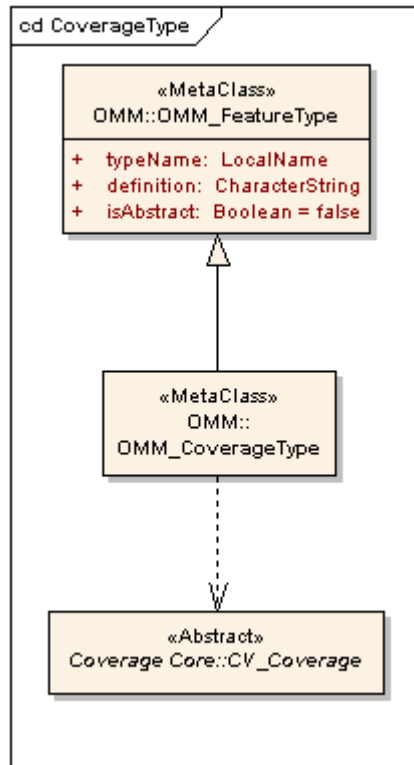 cd CoverageType
«MetaClass»
OMM::OMM_FeatureType
+ typeName: LocalName
+ definition: CharacterString
+ isAbstract: Boolean = false
«MetaClass»
OMM::
OMM_CoverageType
«Abstract»
Coverage Core::CV_Coverage